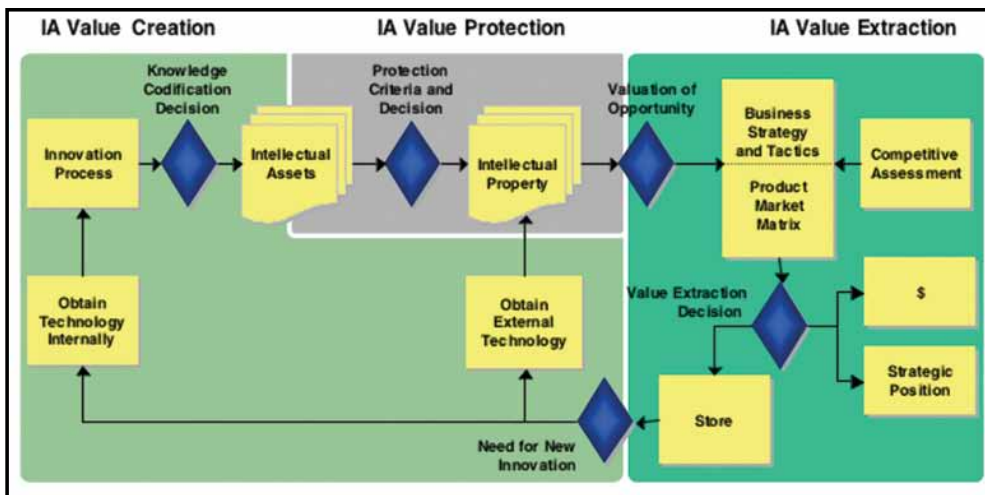 IA Value Creation
IA Value Protection
IA Value Extraction
Knowledge
Codification
Decision
Protection
Criteria and
Decision
Valuation of
Opportunity
Innovation
Process
Intellectual
Assets
Intellectual
Property
Business
Strategy
and Tactics
Product
Market
Matrix
Competitive
Assessment
Obtain
Technology
Internally
Obtain
External
Technology
Value Extraction
Decision
$
Strategic
Position
Store
Need for New
Innovation